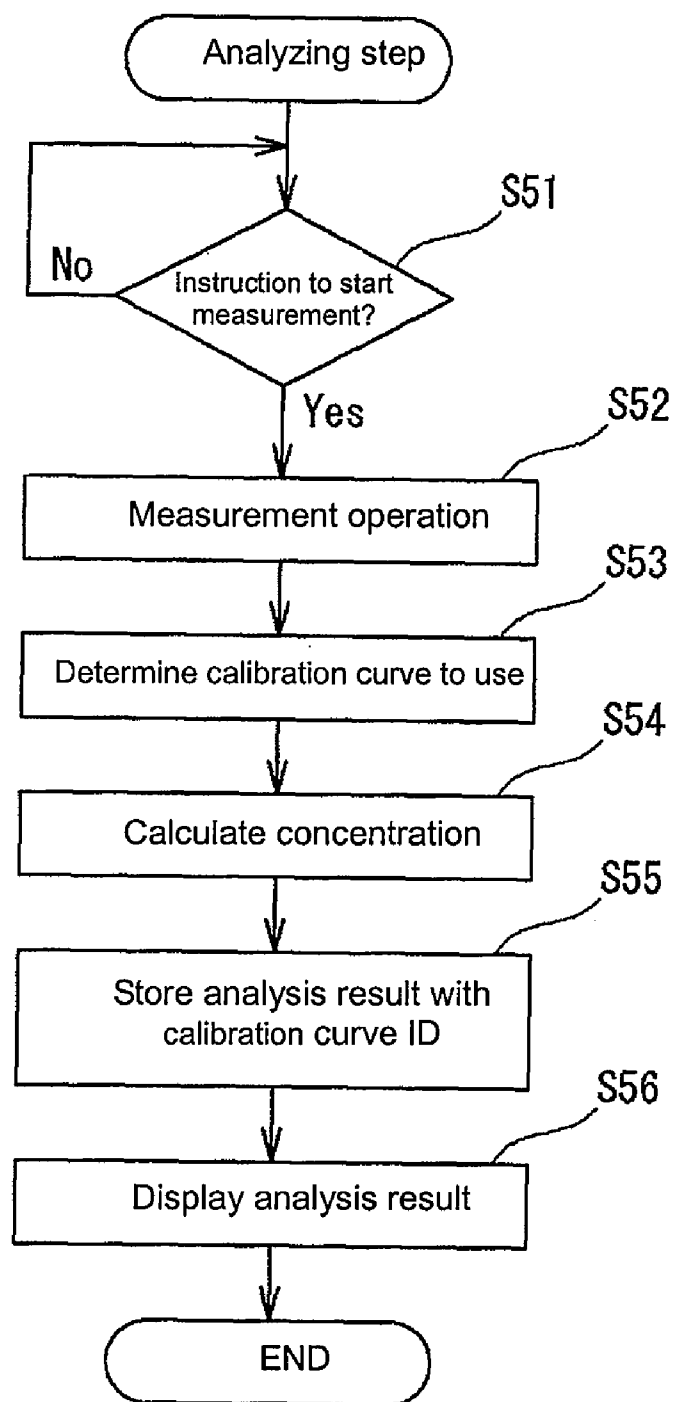 Analyzing step
S51
No
Instruction to start
measurement?
Yes
S52
Measurement operation
S53
Determine calibration curve to use
S54
Calculate concentration
S55
Store analysis result with
calibration curve ID
S56
Display analysis result
END